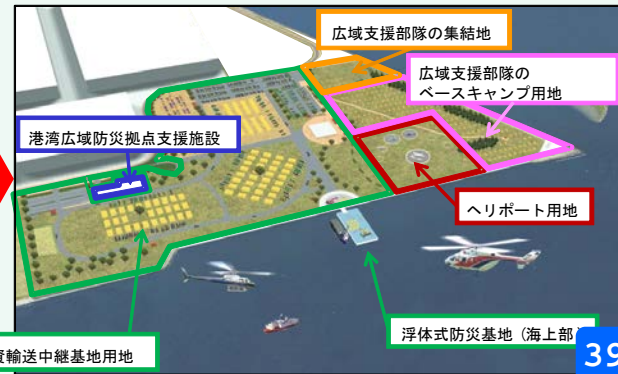 広域支援部隊の集結地
広域支援部隊の
ベースキャンプ用地
港湾広域防災拠点支援施設
ヘリポート用地
浮体式防災基地（海上部
資輸送中継基地用地
39